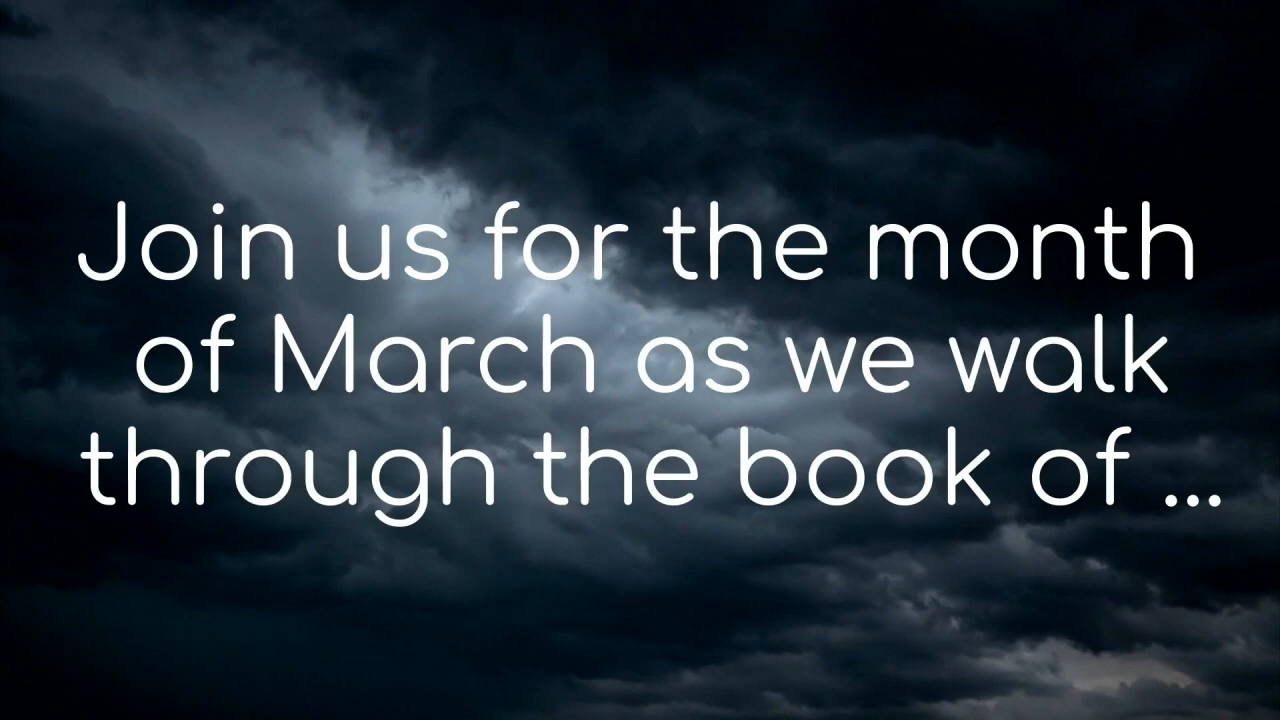 Join us for the month
of March as we walk
through the book of ...